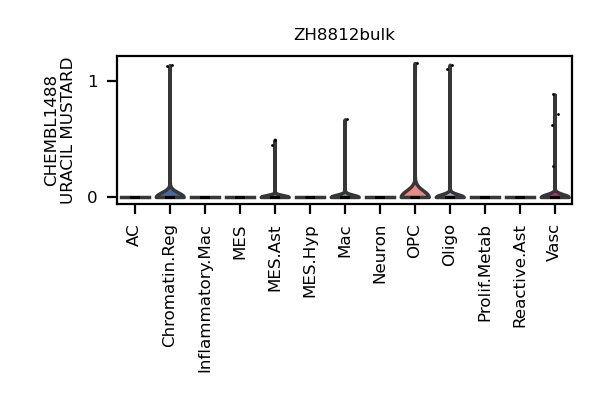 ZH8812bulk
CHEMBL1488
URACIL MUSTARD
1
0
AC
Chromatin.Reg
Inflammatory.Mac
MES
MES.Ast
MES.Hyp
Mac
Neuron
OPC
Oligo
Prolif.Metab
Reactive.Ast
Vasc